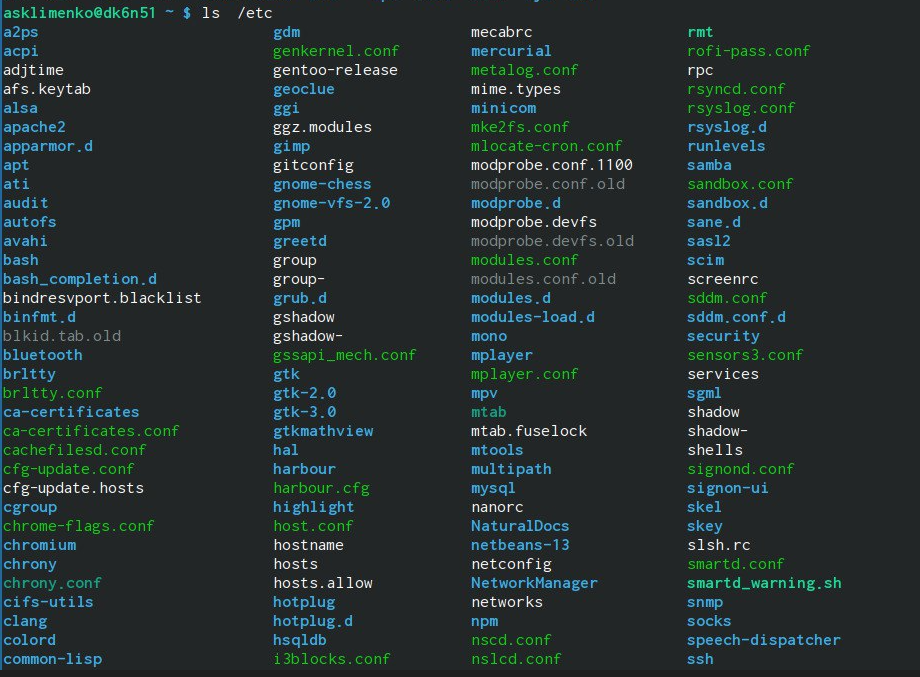 asklimenko@dk6n51 ~ $ ls  /etc
a2ps gdm mecabrc rmt
acpi genkernel.conf mercurial rofi-pass.conf
adjtime gentoo-release metalog.conf rpc
afs.keytab geoclue mime.types rsyncd.conf
alsa ggi minicom rsyslog.conf
apache2 ggz.modules mke2fs.conf rsyslog.d
apparmor.d gimp mlocate-cron.conf runlevels
apt gitconfig modprobe.conf.1100 samba
ati gnome-chess modprobe.conf.old sandbox.conf
audit gnome-vfs-2.0 modprobe.d sandbox.d
autofs gpm modprobe.devfs sane.d
avahi greetd modprobe.devfs.old sasl2
bash group modules.conf scim
bash_completion.d group- modules.conf.old screenrc
bindresvport.blacklist grub.d modules.d sddm.conf
binfmt.d gshadow modules-load.d sddm.conf.d
blkid.tab.old gshadow- mono security
bluetooth gssapi_mech.conf mplayer sensors3.conf
brltty gtk mplayer.conf services
brltty.conf gtk-2.0 mpv sgml
ca-certificates gtk-3.0 mtab shadow
ca-certificates.conf gtkmathview mtab.fuselock shadow-
cachefilesd.conf hal mtools shells
cfg-update.conf harbour multipath signond.conf
cfg-update.hosts harbour.cfg mysql signon-ui
cgroup highlight nanorc skel
chrome-flags.conf host.conf NaturalDocs skey
chromium hostname netbeans-13 slsh.rc
chrony hosts netconfig smartd.conf
chrony.conf hosts.allow NetworkManager smartd_warning.sh
cifs-utils hotplug networks snmp
clang hotplug.d npm socks
colord hsqldb nscd.conf speech-dispatcher
common-lisp i3blocks.conf nslcd.conf ssh